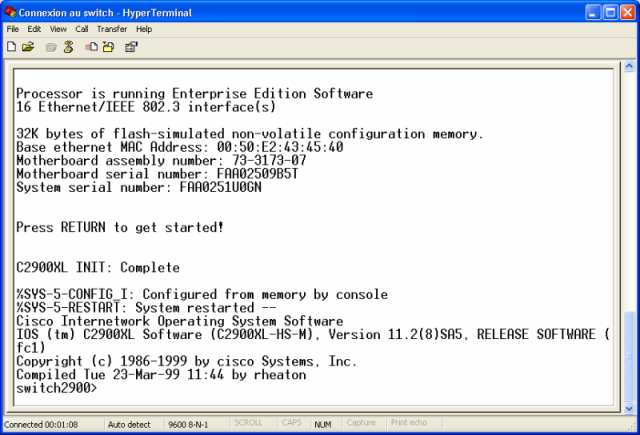 Connexion au switch - HyperTerminal
File Edit View Call Transfer Help
Processor is running Enterprise Edition Software
16 Ethernet/IEEE 802.3 interface(s)
32K bytes of flash-simulated non-volatile configuration memory.
Base ethernet MAC Address: 00:50:E2:43:45:40
Motherboard assembly number: 73-3173-07
Motherboard serial number: FAA02509B5T
System serial number: FAA0251U0GN
Press RETURN to get started!
C2900XL INIT: Complete
%SYS-5-CONFIG_I: Configured from memory by console
%SYS-5-RESTART: System restarted --
Cisco Internetwork Operating System Software
IOS (tm) C2900XL Software (C2900XL-HS-M), Version 11.2(8)SA5, RELEASE SOFTWARE (
fc1)
Copyright (c) 1986-1999 by cisco Systems, Inc.
Compiled Tue 23-Mar-99 11:44 by rheaton
switch2900>
Connected 00:01:08 Auto detect 9600 8-N-1 SCROLL CAPS NUM Capture Print echo